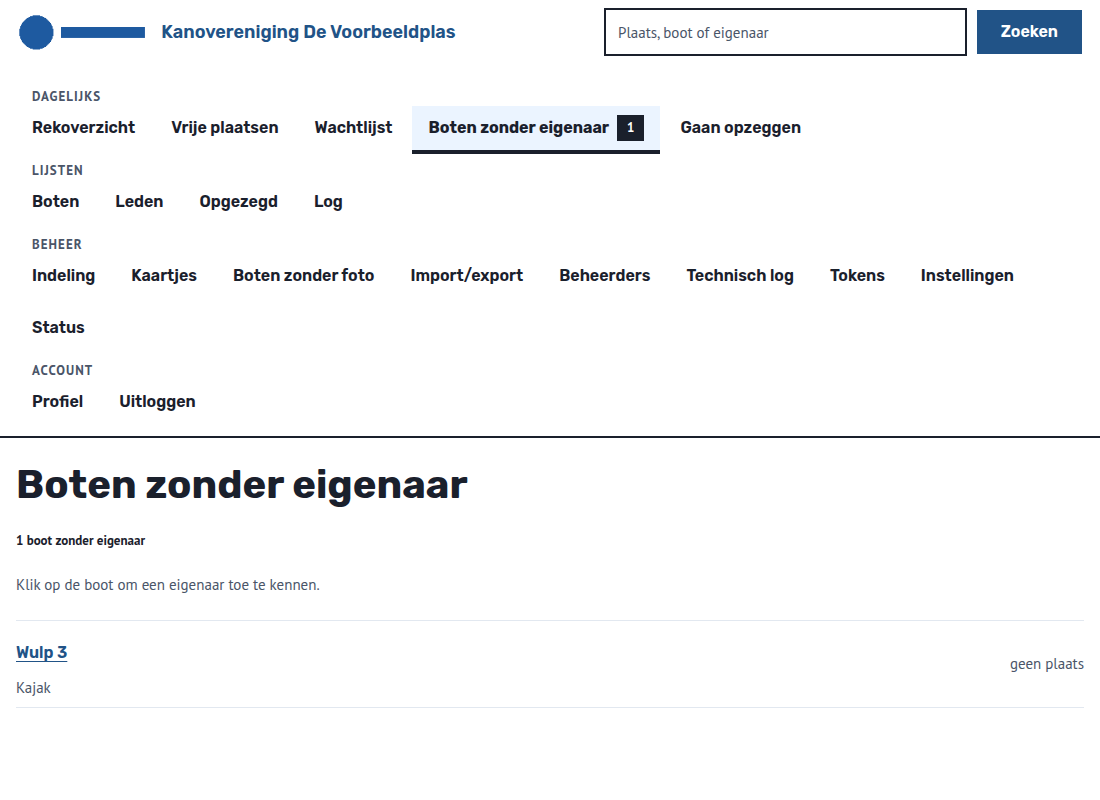 Kanovereniging De Voorbeeldplas
Plaats, boot of eigenaar
Zoeken
DAGELIJKS
Rekoverzicht Vrije plaatsen Wachtlijst Boten zonder eigenaar 1 Gaan opzeggen
LIJSTEN
Boten Leden Opgezegd Log
BEHEER
Indeling Kaartjes Boten zonder foto Import/export Beheerders Technisch log Tokens Instellingen
Status
ACCOUNT
Profiel Uitloggen
Boten zonder eigenaar
1 boot zonder eigenaar
Klik op de boot om een eigenaar toe te kennen.
Wulp 3
geen plaats
Kajak